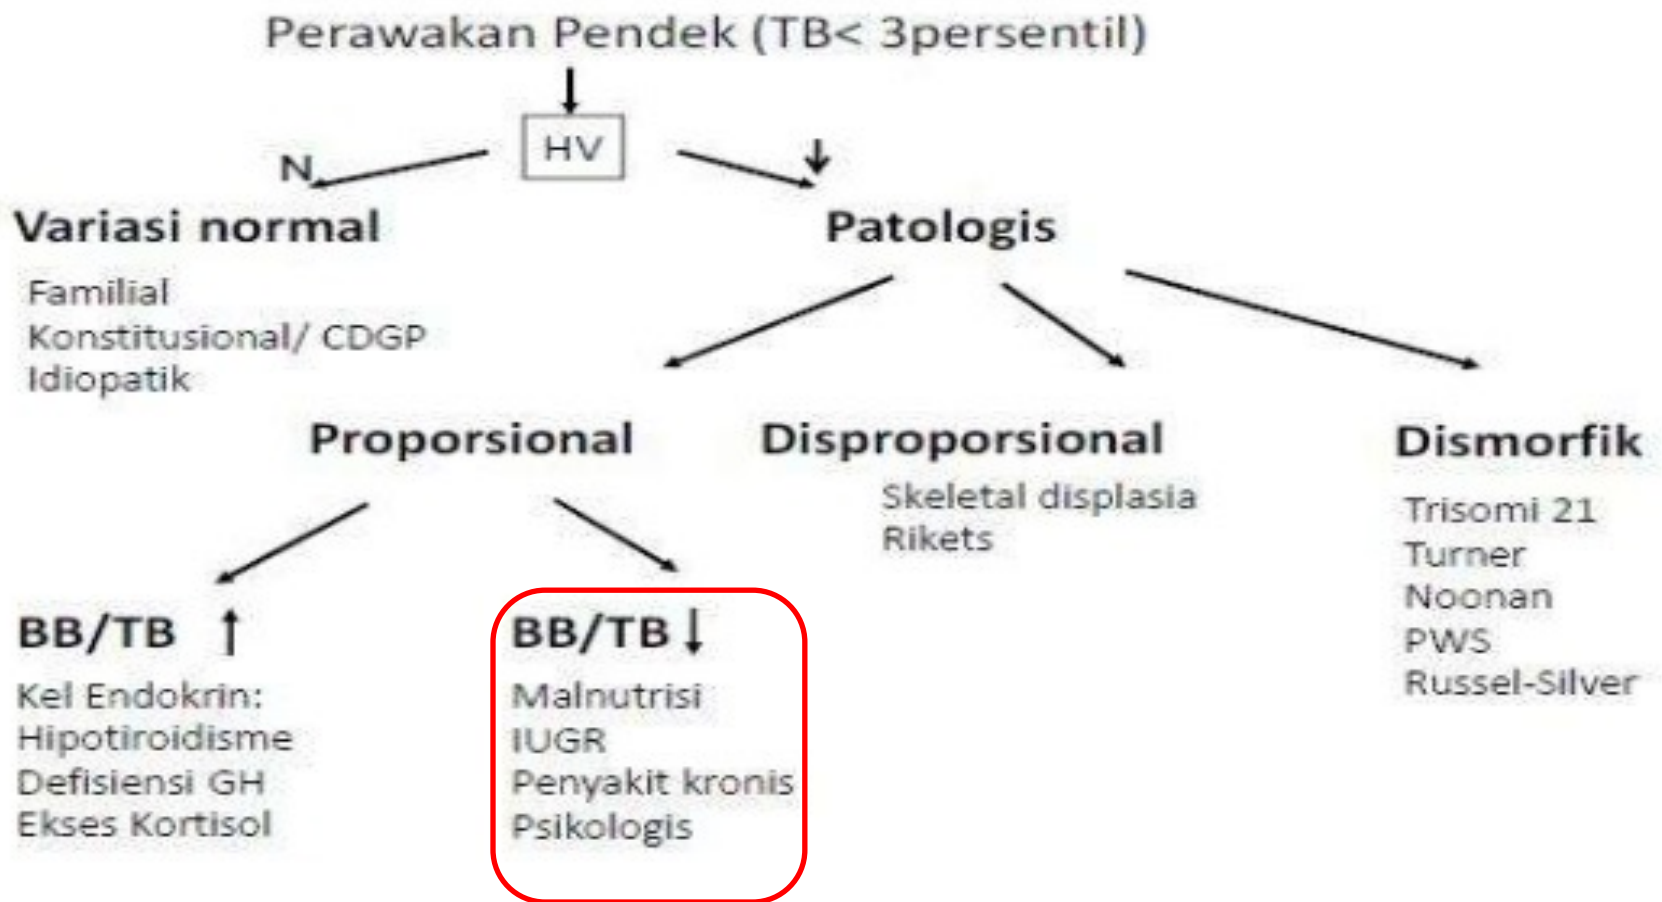 Perawakan Pendek (TB< 3persentil)
HV
N
↓
Variasi normal
Familial
Konstitusional/ CDGP
Idiopatik
Patologis
Proporsional
BB/TB ↑
Kel Endokrin:
Hipotiroidisme
Defisiensi GH
Ekses Kortisol
BB/TB ↓
Malnutrisi
IUGR
Penyakit kronis
Psikologis
Disproporsional
Skeletal displasia
Rikets
Dismorfik
Trisomi 21
Turner
Noonan
PWS
Russel-Silver